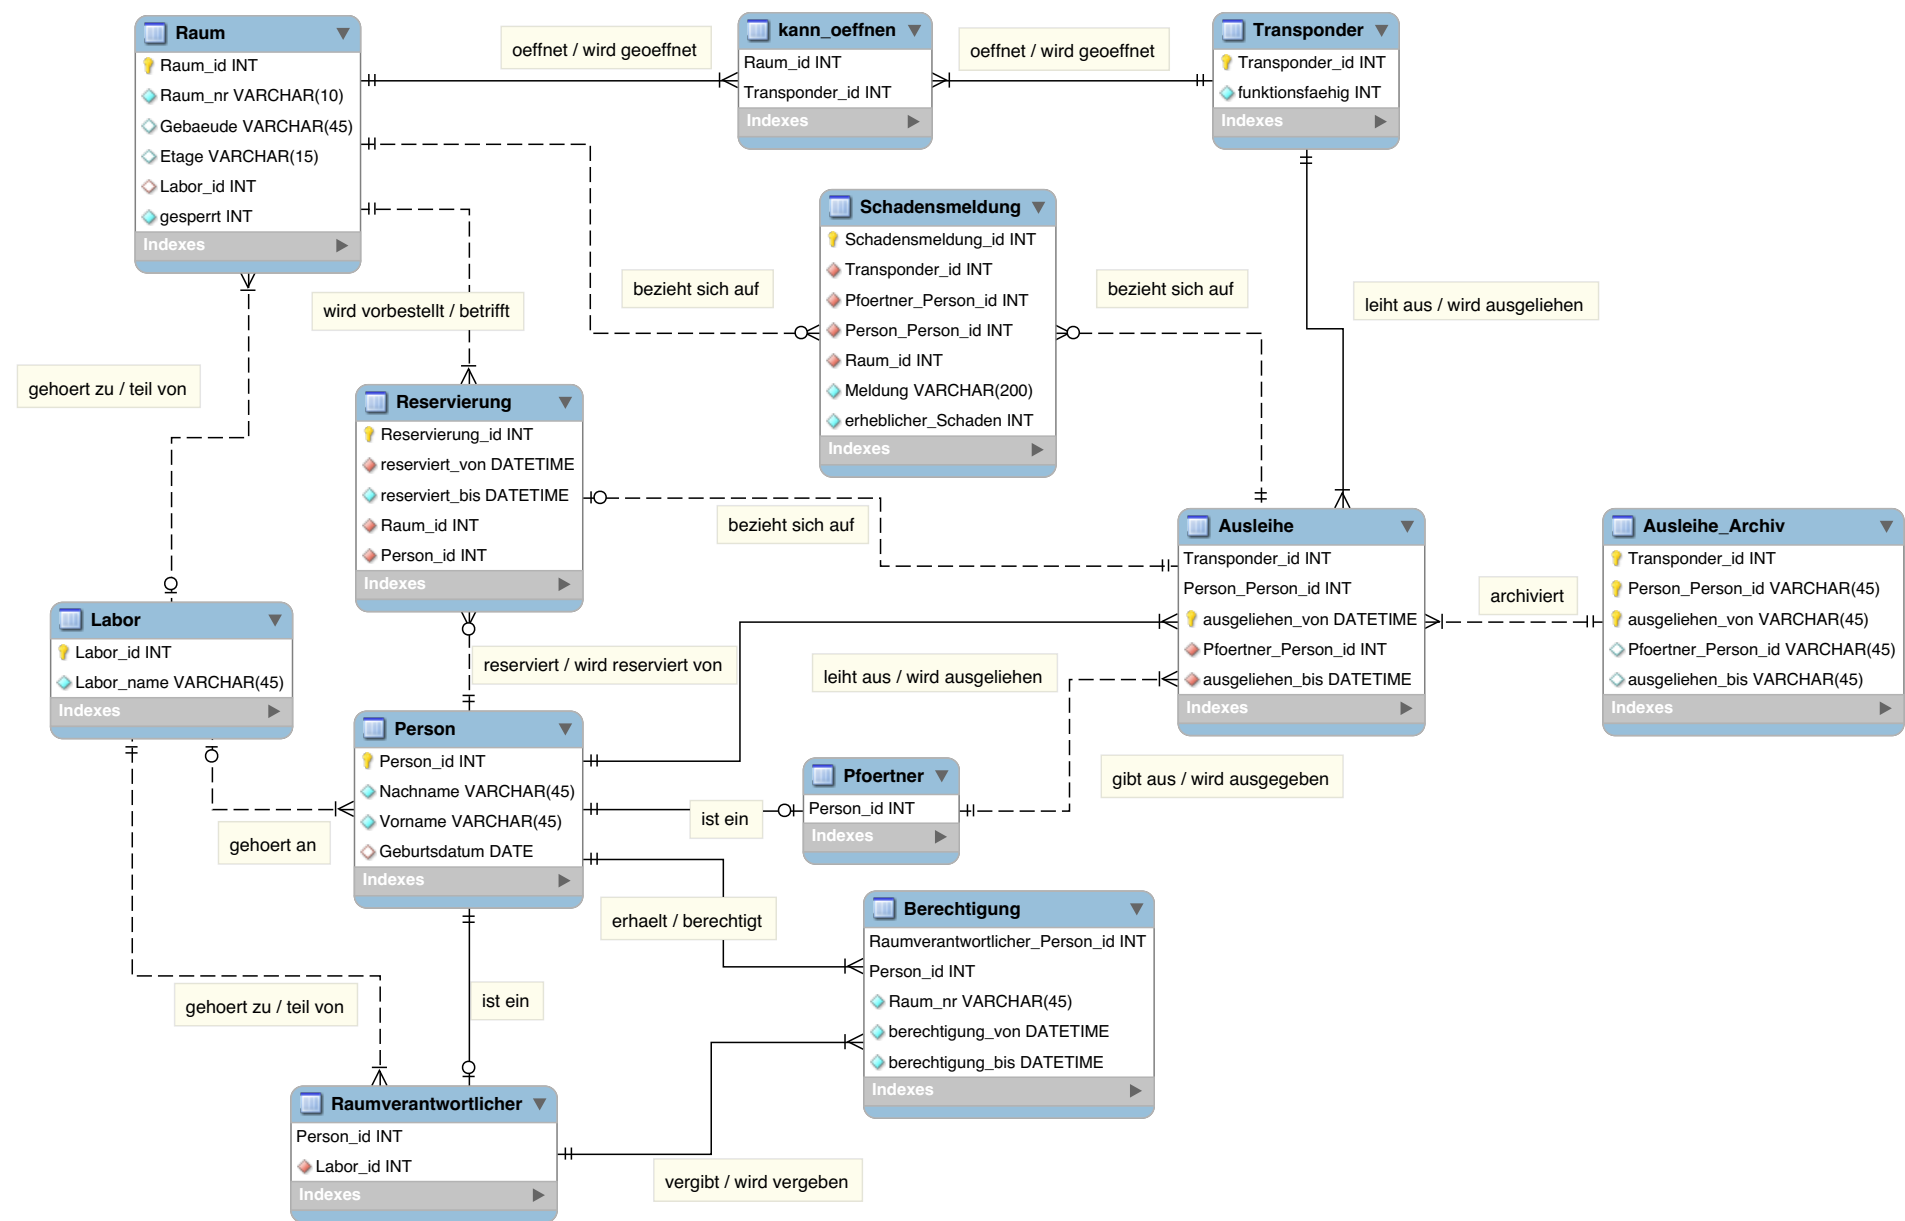 Raum
Raum_id INT
Raum_nr VARCHAR(10)
Gebaeude VARCHAR(45)
Etage VARCHAR(15)
Labor_id INT
gesperrt INT
Indexes
oeffnet / wird geoeffnet
kann_oeffnen
Raum_id INT
Transponder_id INT
Indexes
oeffnet / wird geoeffnet
Transponder
Transponder_id INT
funktionsfaehig INT
Indexes
Schadensmeldung
Schadensmeldung_id INT
Transponder_id INT
Pfoertner_Person_id INT
Person_Person_id INT
Raum_id INT
Meldung VARCHAR(200)
erheblicher_Schaden INT
Indexes
bezieht sich auf
bezieht sich auf
leiht aus / wird ausgeliehen
wird vorbestellt / betrifft
gehoert zu / teil von
Reservierung
Reservierung_id INT
reserviert_von DATETIME
reserviert_bis DATETIME
Raum_id INT
Person_id INT
Indexes
bezieht sich auf
Ausleihe
Transponder_id INT
Person_Person_id INT
ausgeliehen_von DATETIME
Pfoertner_Person_id INT
ausgeliehen_bis DATETIME
Indexes
archiviert
Ausleihe_Archiv
Transponder_id INT
Person_Person_id VARCHAR(45)
ausgeliehen_von VARCHAR(45)
Pfoertner_Person_id VARCHAR(45)
ausgeliehen_bis VARCHAR(45)
Indexes
Labor
Labor_id INT
Labor_name VARCHAR(45)
Indexes
reserviert / wird reserviert von
leiht aus / wird ausgeliehen
Person
Person_id INT
Nachname VARCHAR(45)
Vorname VARCHAR(45)
Geburtsdatum DATE
Indexes
gehoert an
ist ein
Pfoertner
Person_id INT
Indexes
gibt aus / wird ausgegeben
erhaelt / berechtigt
Berechtigung
Raumverantwortlicher_Person_id INT
Person_id INT
Raum_nr VARCHAR(45)
berechtigung_von DATETIME
berechtigung_bis DATETIME
Indexes
gehoert zu / teil von
ist ein
Raumverantwortlicher
Person_id INT
Labor_id INT
Indexes
vergibt / wird vergeben